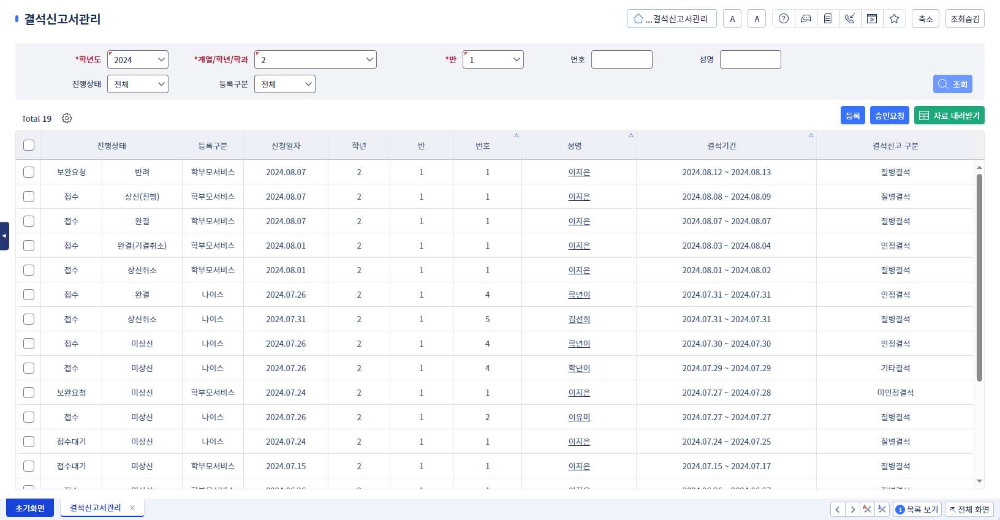 결석신고서관리
...결석신고서관리 A A 축소 조회숨김
*학년도 2024 *계열/학년/학과 2 *반 1 번호 성명
진행상태 전체 등록구분 전체 조회
Total 19 등록 승인요청 자료 내려받기
진행상태 등록구분 신청일자 학년 반 번호 성명 결석기간 결석신고 구분
보완요청 반려 학부모서비스 2024.08.07 2 1 1 이지은 2024.08.12 ~ 2024.08.13 질병결석
접수 상신(진행) 학부모서비스 2024.08.07 2 1 1 이지은 2024.08.08 ~ 2024.08.09 질병결석
접수 완결 학부모서비스 2024.08.07 2 1 1 이지은 2024.08.07 ~ 2024.08.07 질병결석
접수 완결(기결취소) 학부모서비스 2024.08.01 2 1 1 이지은 2024.08.03 ~ 2024.08.04 인정결석
접수 상신취소 학부모서비스 2024.08.01 2 1 1 이지은 2024.08.01 ~ 2024.08.02 질병결석
접수 완결 나이스 2024.07.26 2 1 4 학년이 2024.07.31 ~ 2024.07.31 인정결석
접수 상신취소 나이스 2024.07.31 2 1 5 김선희 2024.07.31 ~ 2024.07.31 질병결석
접수 미상신 나이스 2024.07.26 2 1 4 학년이 2024.07.30 ~ 2024.07.30 인정결석
접수 미상신 나이스 2024.07.26 2 1 4 학년이 2024.07.29 ~ 2024.07.29 기타결석
보완요청 미상신 학부모서비스 2024.07.24 2 1 1 이지은 2024.07.27 ~ 2024.07.28 미인정결석
접수 미상신 나이스 2024.07.26 2 1 2 이유미 2024.07.27 ~ 2024.07.27 질병결석
접수대기 미상신 나이스 2024.07.24 2 1 1 이지은 2024.07.24 ~ 2024.07.25 질병결석
접수대기 미상신 학부모서비스 2024.07.15 2 1 1 이지은 2024.07.15 ~ 2024.07.17 질병결석
초기화면 결석신고서관리 1 목록 보기 전체 화면